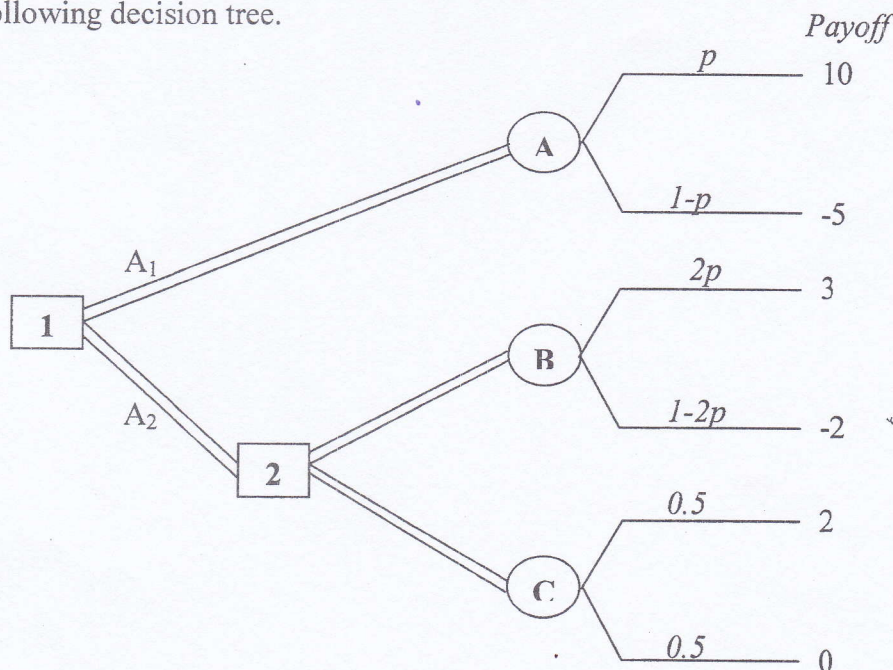 ollowing decision tree.
Payoff
p
10
A
1-p
-5
A₁
2p
3
1
B
A₂
1-2p
-2
2
0.5
2
C
0.5
0